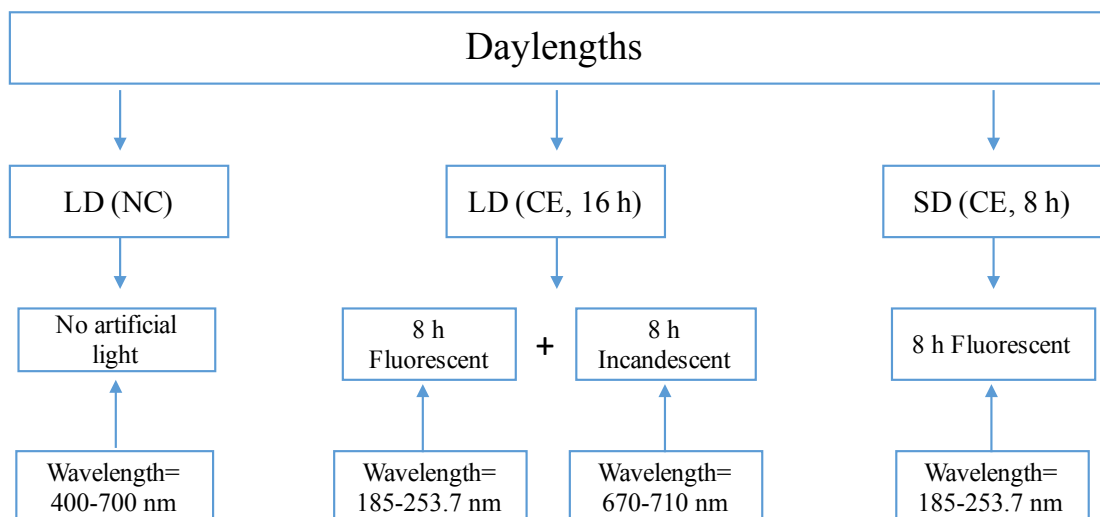 Daylengths
LD (NC)
LD (CE, 16 h)
SD (CE, 8 h)
No artificial
light
8 h
Fluorescent
+
8 h
Incandescent
8 h Fluorescent
Wavelength=
400-700 nm
Wavelength=
185-253.7 nm
Wavelength=
670-710 nm
Wavelength=
185-253.7 nm